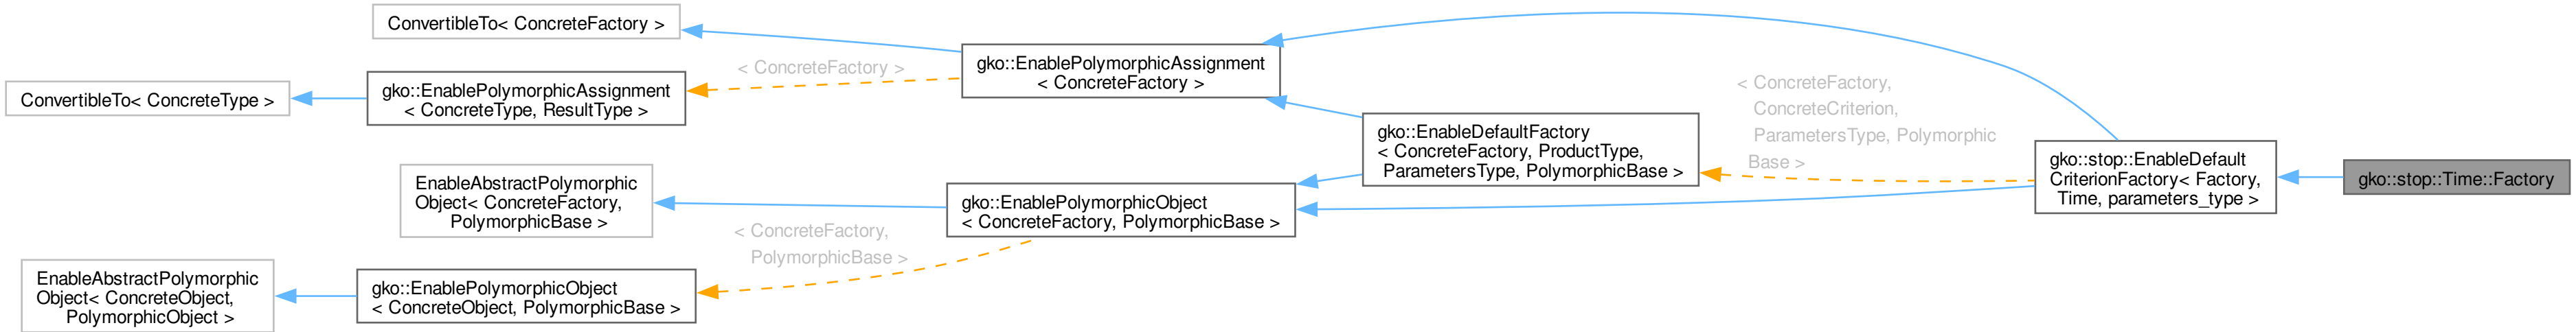 ConvertibleTo< ConcreteFactory >
ConvertibleTo< ConcreteType >
gko::EnablePolymorphicAssignment
< ConcreteType, ResultType >
< ConcreteFactory >
gko::EnablePolymorphicAssignment
< ConcreteFactory >
EnableAbstractPolymorphic
Object< ConcreteFactory,
PolymorphicBase >
EnableAbstractPolymorphic
Object< ConcreteObject,
PolymorphicObject >
gko::EnablePolymorphicObject
< ConcreteObject, PolymorphicBase >
< ConcreteFactory,
PolymorphicBase >
gko::EnablePolymorphicObject
< ConcreteFactory, PolymorphicBase >
gko::EnableDefaultFactory
< ConcreteFactory, ProductType,
ParametersType, PolymorphicBase >
< ConcreteFactory,
ConcreteCriterion,
ParametersType, Polymorphic
Base >
gko::stop::EnableDefault
CriterionFactory< Factory,
Time, parameters_type >
gko::stop::Time::Factory